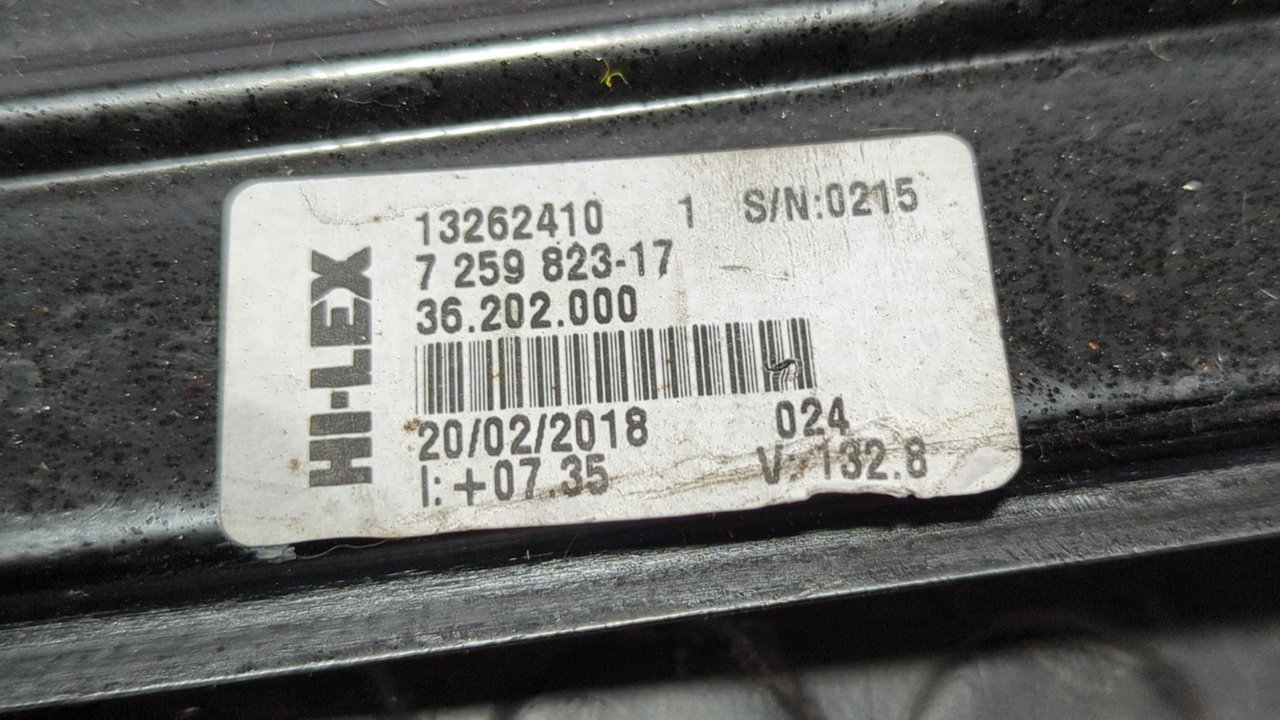 HI-LEX
13262410 1 S/N:0215
7 259 823-17
36.202.000
20/02/2018 024
I: +07.35 V: 132.8